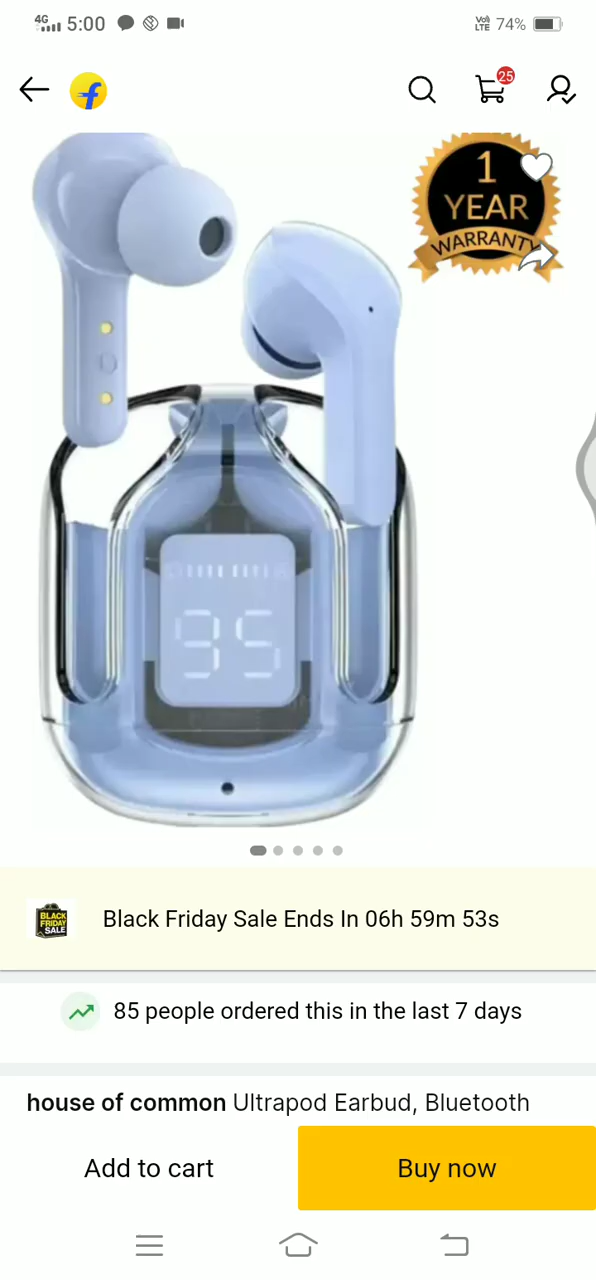 4G 5:00 Vo) LTE 74%
25
1
YEAR
WARRANTY
95
BLACK
FRIDAY
SALE
Black Friday Sale Ends In 06h 59m 53s
85 people ordered this in the last 7 days
house of common Ultrapod Earbud, Bluetooth
Add to cart
Buy now